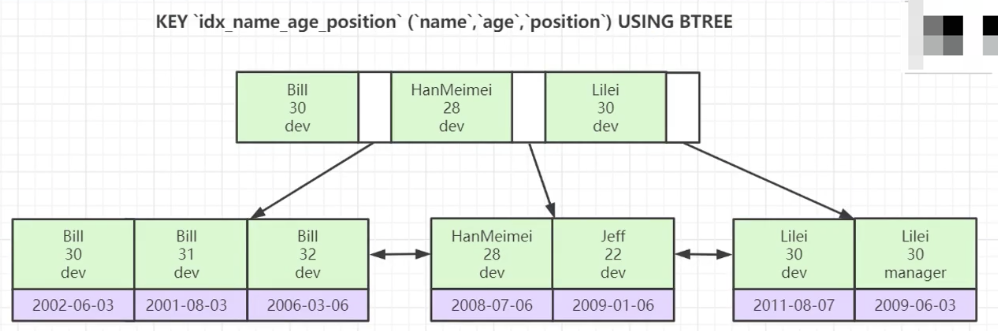 KEY `idx_name_age_position` (`name`,`age`,`position`) USING BTREE
Bill
30
dev
HanMeimei
28
dev
Lilei
30
dev
Bill
30
dev
Bill
31
dev
Bill
32
dev
HanMeimei
28
dev
Jeff
22
dev
Lilei
30
dev
Lilei
30
manager
2002-06-03
2001-08-03
2006-03-06
2008-07-06
2009-01-06
2011-08-07
2009-06-03